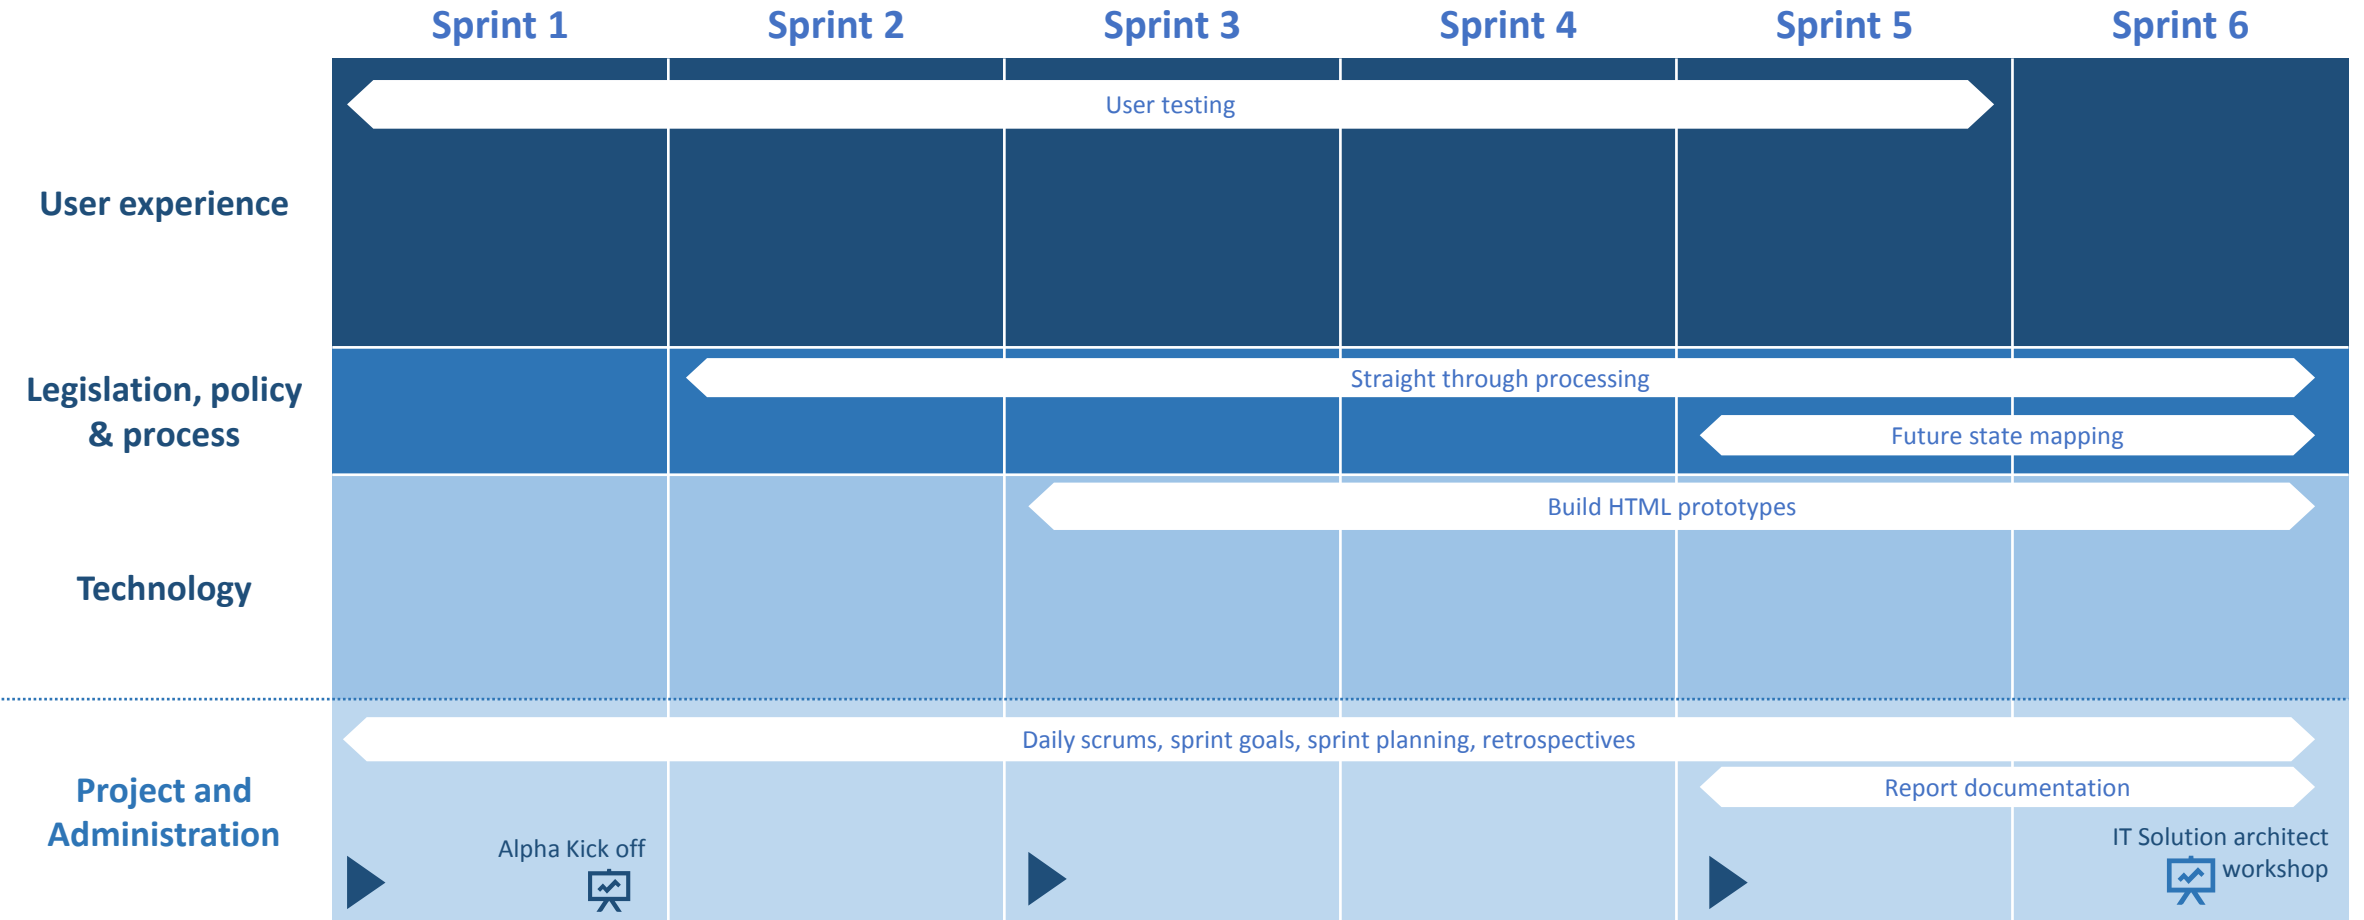 Sprint 1 Sprint 2 Sprint 3 Sprint 4 Sprint 5 Sprint 6
User testing
User experience
Straight through processing
Legislation, policy
& process
Future state mapping
Build HTML prototypes
Technology
Daily scrums, sprint goals, sprint planning, retrospectives
Report documentation
Project and
Administration
Alpha Kick off
IT Solution architect
workshop